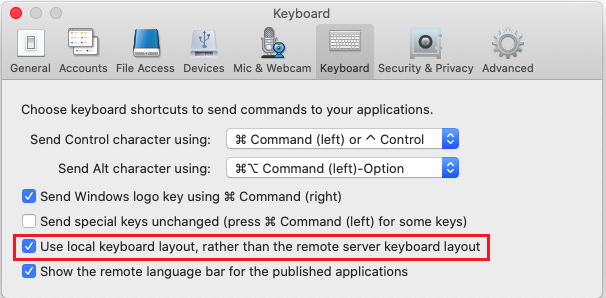 Keyboard
General Accounts File Access Devices Mic & Webcam Keyboard Security & Privacy Advanced
Choose keyboard shortcuts to send commands to your applications.
Send Control character using: ⌘ Command (left) or ^ Control
Send Alt character using: ⌘⌥ Command (left)-Option
Send Windows logo key using ⌘ Command (right)
Send special keys unchanged (press ⌘ Command (left) for some keys)
Use local keyboard layout, rather than the remote server keyboard layout
Show the remote language bar for the published applications